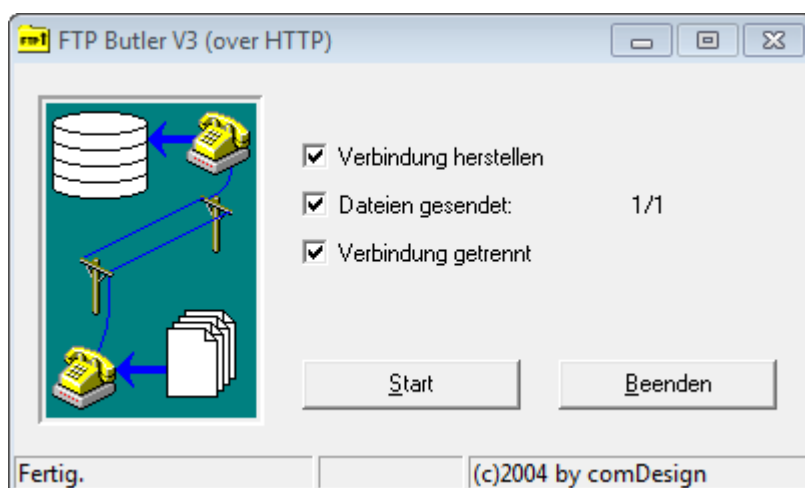 FTP Butler V3 (over HTTP)
Verbindung herstellen
Dateien gesendet: 1/1
Verbindung getrennt
Start Beenden
Fertig. (c)2004 by comDesign